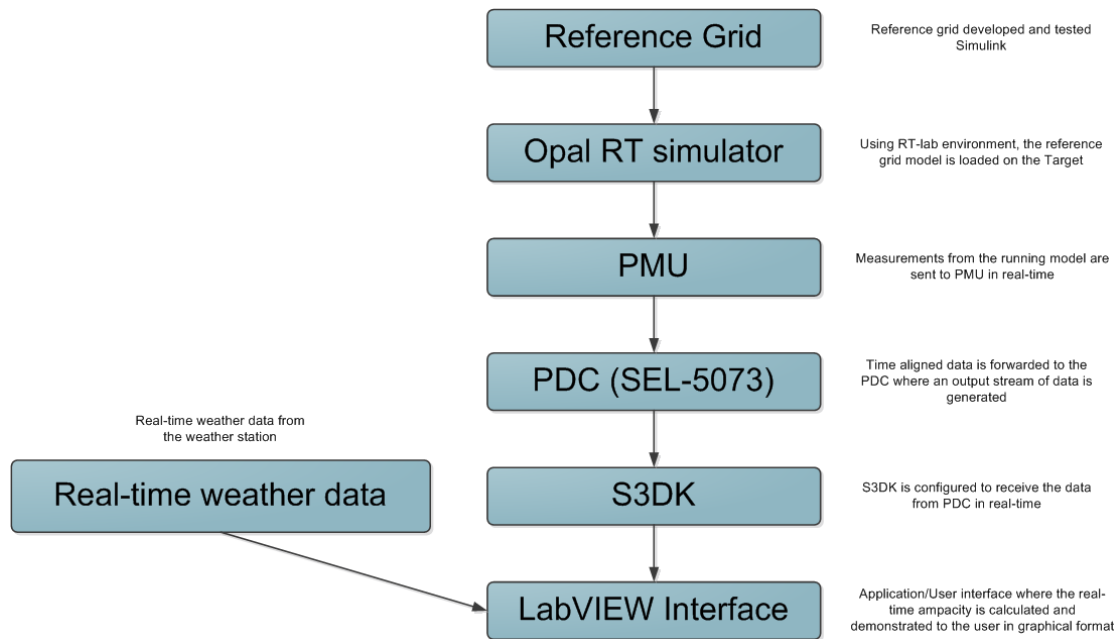 Reference Grid
Reference grid developed and tested
Simulink
Opal RT simulator
Using RT-lab environment, the reference
grid model is loaded on the Target
PMU
Measurements from the running model are
sent to PMU in real-time
PDC (SEL-5073)
Time aligned data is forwarded to the
PDC where an output stream of data is
generated
Real-time weather data from
the weather station
Real-time weather data
S3DK
S3DK is configured to receive the data
from PDC in real-time
LabVIEW Interface
Application/User interface where the real-
time ampacity is calculated and
demonstrated to the user in graphical format